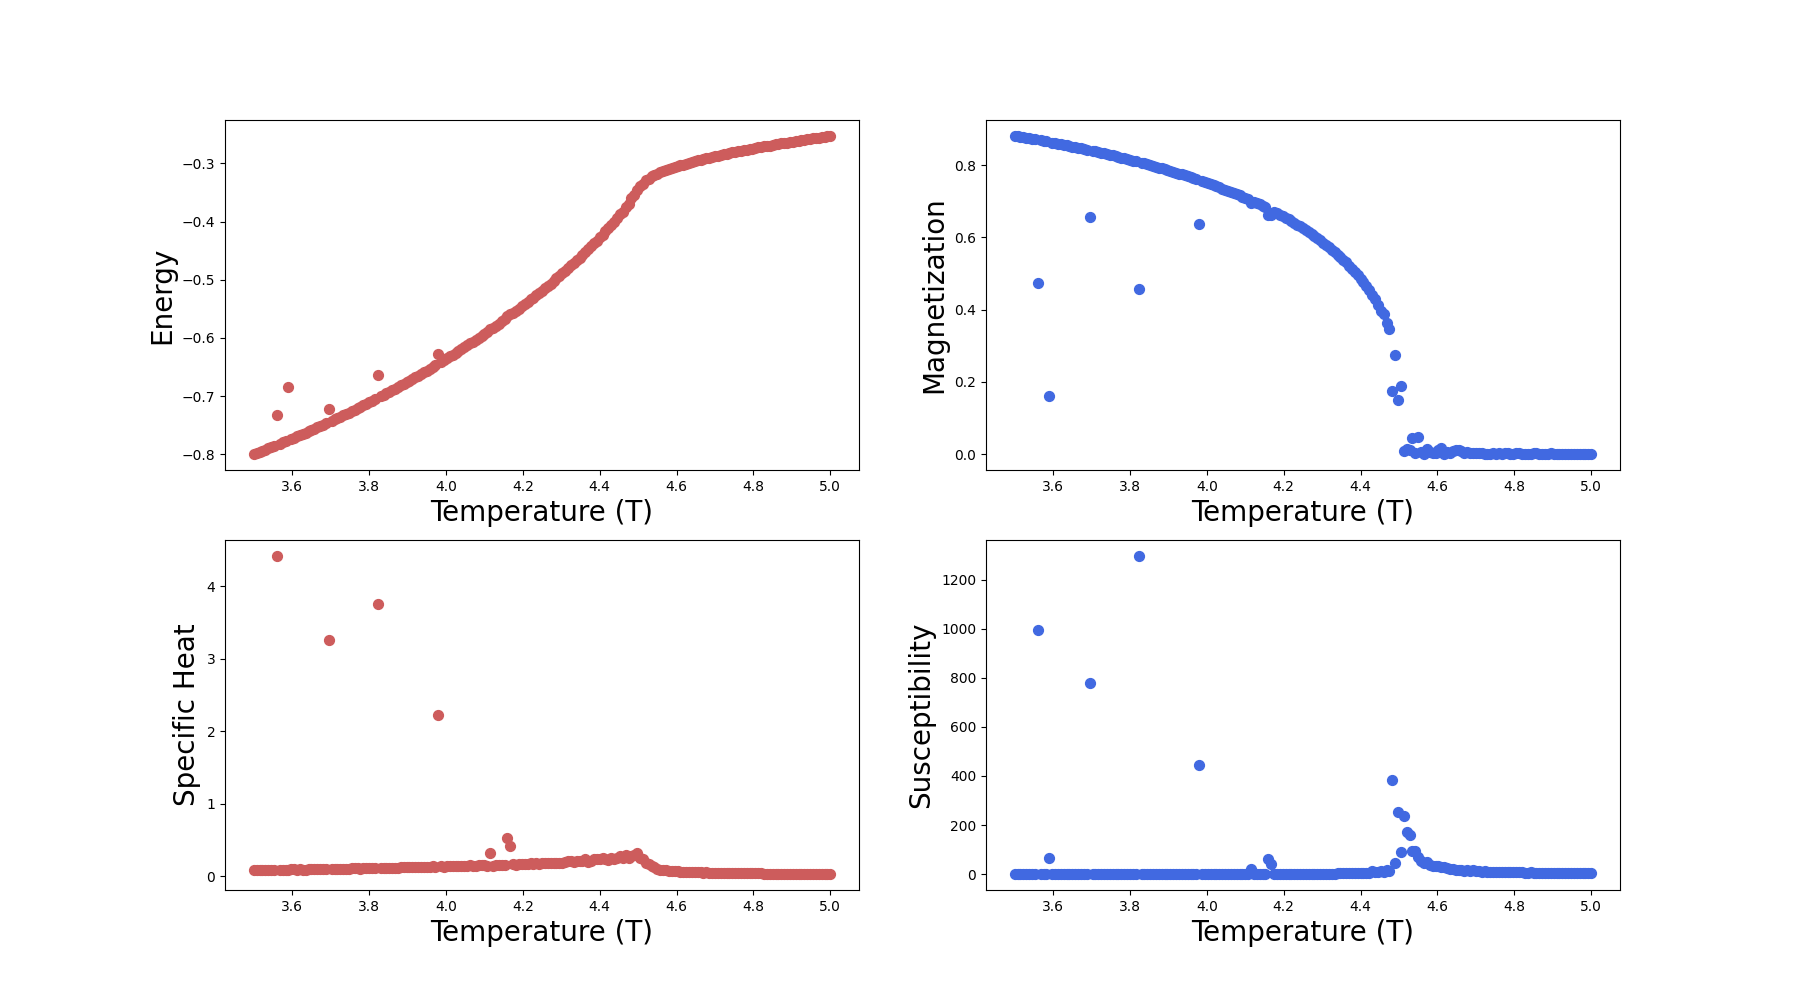 Energy
−0.3
−0.4
−0.5
−0.6
−0.7
−0.8
3.6 3.8 4.0 4.2 4.4 4.6 4.8 5.0
Temperature (T)
Magnetization
0.8
0.6
0.4
0.2
0.0
3.6 3.8 4.0 4.2 4.4 4.6 4.8 5.0
Temperature (T)
Specific Heat
4
3
2
1
0
3.6 3.8 4.0 4.2 4.4 4.6 4.8 5.0
Temperature (T)
Susceptibility
1200
1000
800
600
400
200
0
3.6 3.8 4.0 4.2 4.4 4.6 4.8 5.0
Temperature (T)